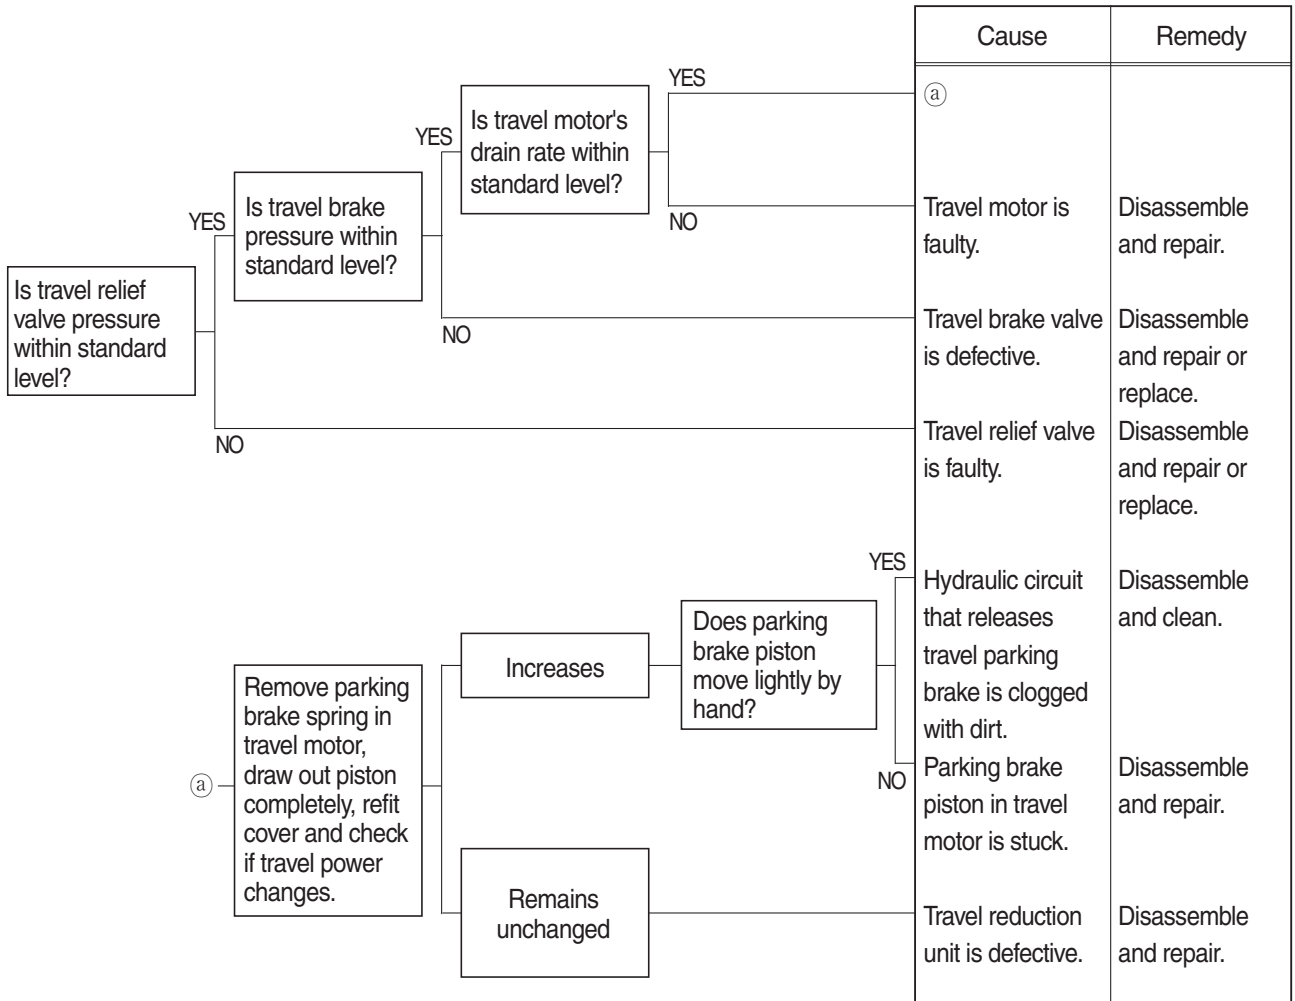 Cause
Remedy
YES
ⓐ
Is travel motor's
drain rate within
standard level?
YES
NO
Travel motor is
faulty.
Disassemble
and repair.
Is travel brake
pressure within
standard level?
YES
NO
Travel brake valve
is defective.
Disassemble
and repair or
replace.
Is travel relief
valve pressure
within standard
level?
NO
Travel relief valve
is faulty.
Disassemble
and repair or
replace.
YES
Hydraulic circuit
that releases
travel parking
brake is clogged
with dirt.
Disassemble
and clean.
Does parking
brake piston
move lightly by
hand?
Increases
ⓐ
Remove parking
brake spring in
travel motor,
draw out piston
completely, refit
cover and check
if travel power
changes.
NO
Parking brake
piston in travel
motor is stuck.
Disassemble
and repair.
Remains
unchanged
Travel reduction
unit is defective.
Disassemble
and repair.